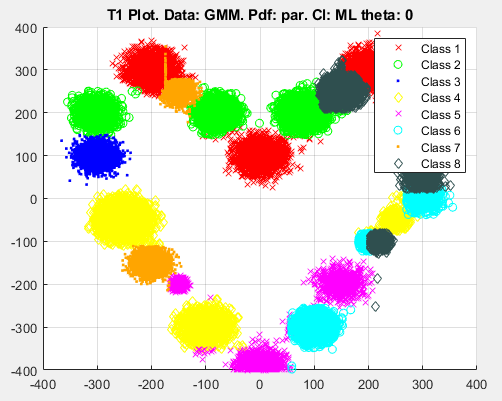 T1 Plot. Data: GMM. Pdf: par. Cl: ML theta: 0
400
300
200
100
0
-100
-200
-300
-400
-400
-300
-200
-100
0
100
200
300
400
Class 1
Class 2
Class 3
Class 4
Class 5
Class 6
Class 7
Class 8